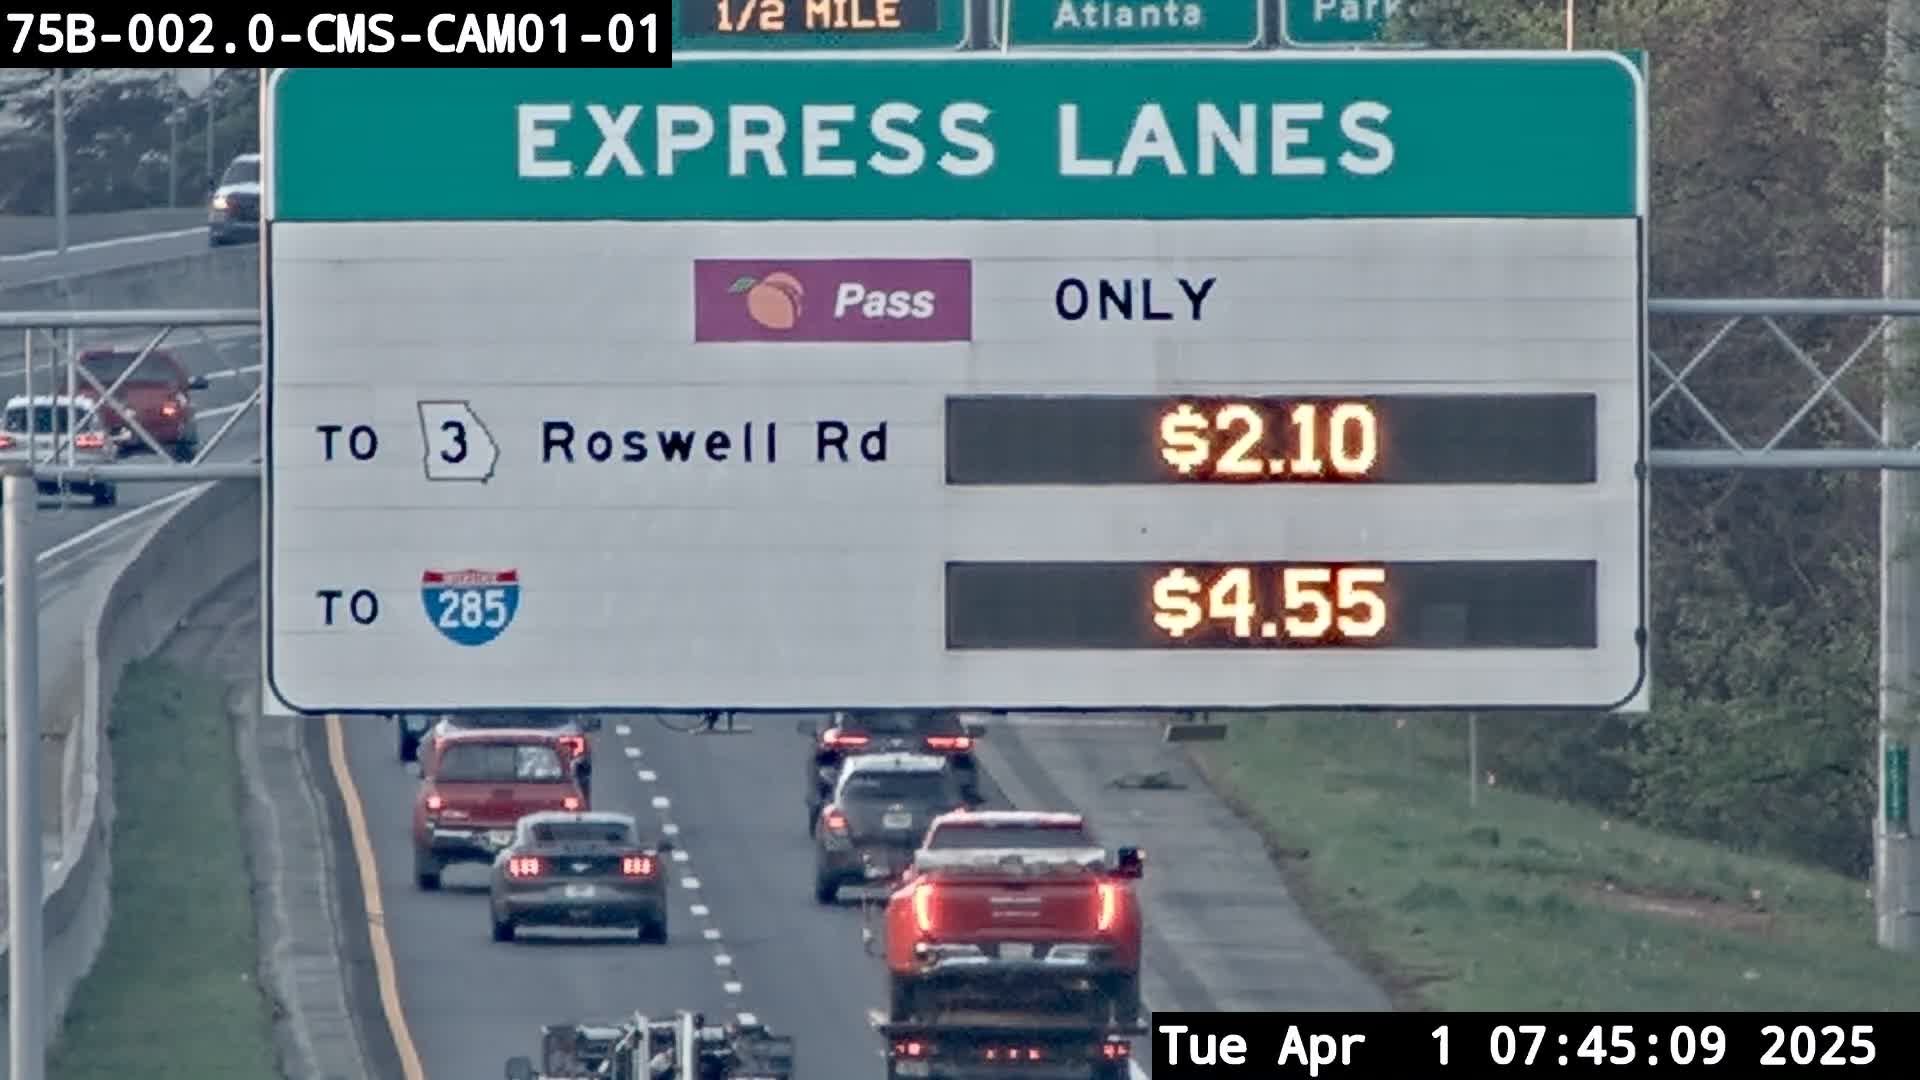 75B-002.0-CMS-CAM01-01
1/2 MILE
Atlanta
EXPRESS LANES
Pass ONLY
TO 3 Roswell Rd $2.10
TO 285 $4.55
Tue Apr 1 07:45:09 2025